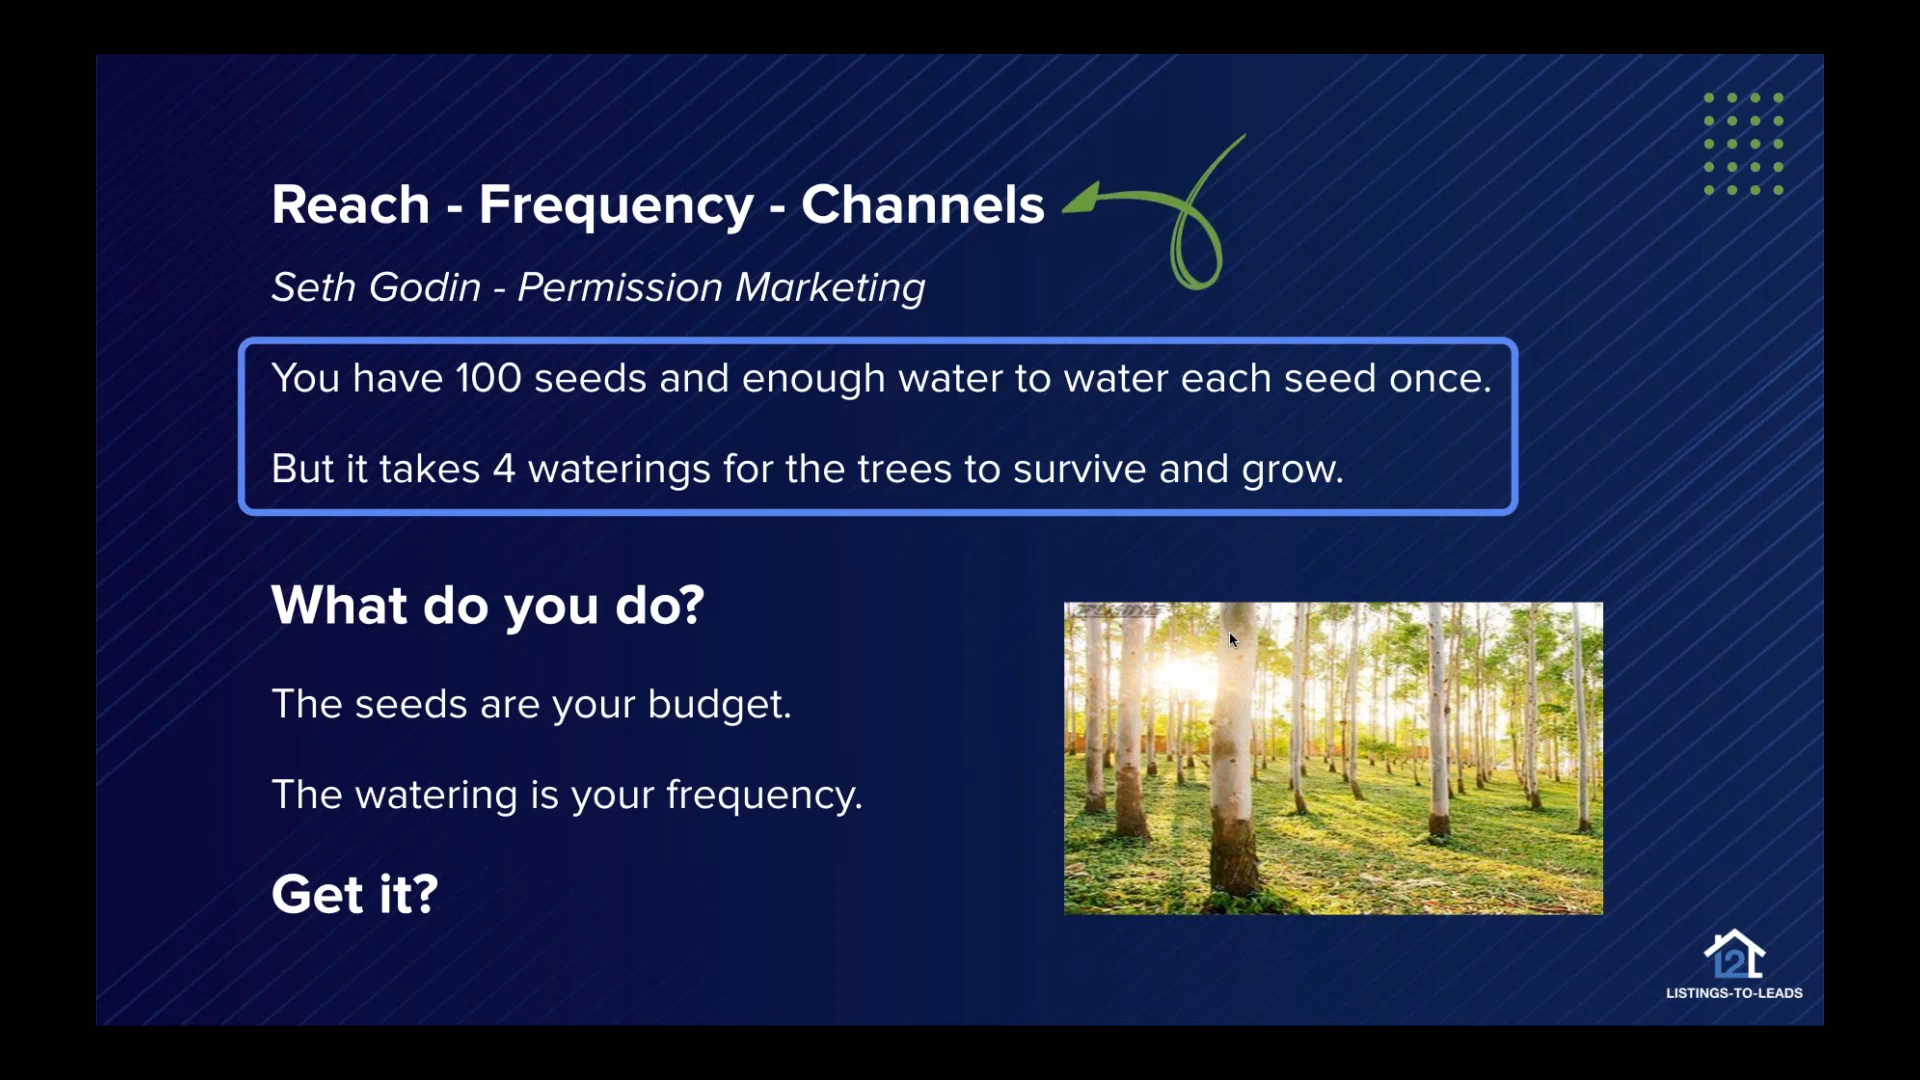 Reach - Frequency - Channels
Seth Godin - Permission Marketing
You have 100 seeds and enough water to water each seed once.
But it takes 4 waterings for the trees to survive and grow.
What do you do?
The seeds are your budget.
The watering is your frequency.
Get it?
L2L
LISTINGS-TO-LEADS